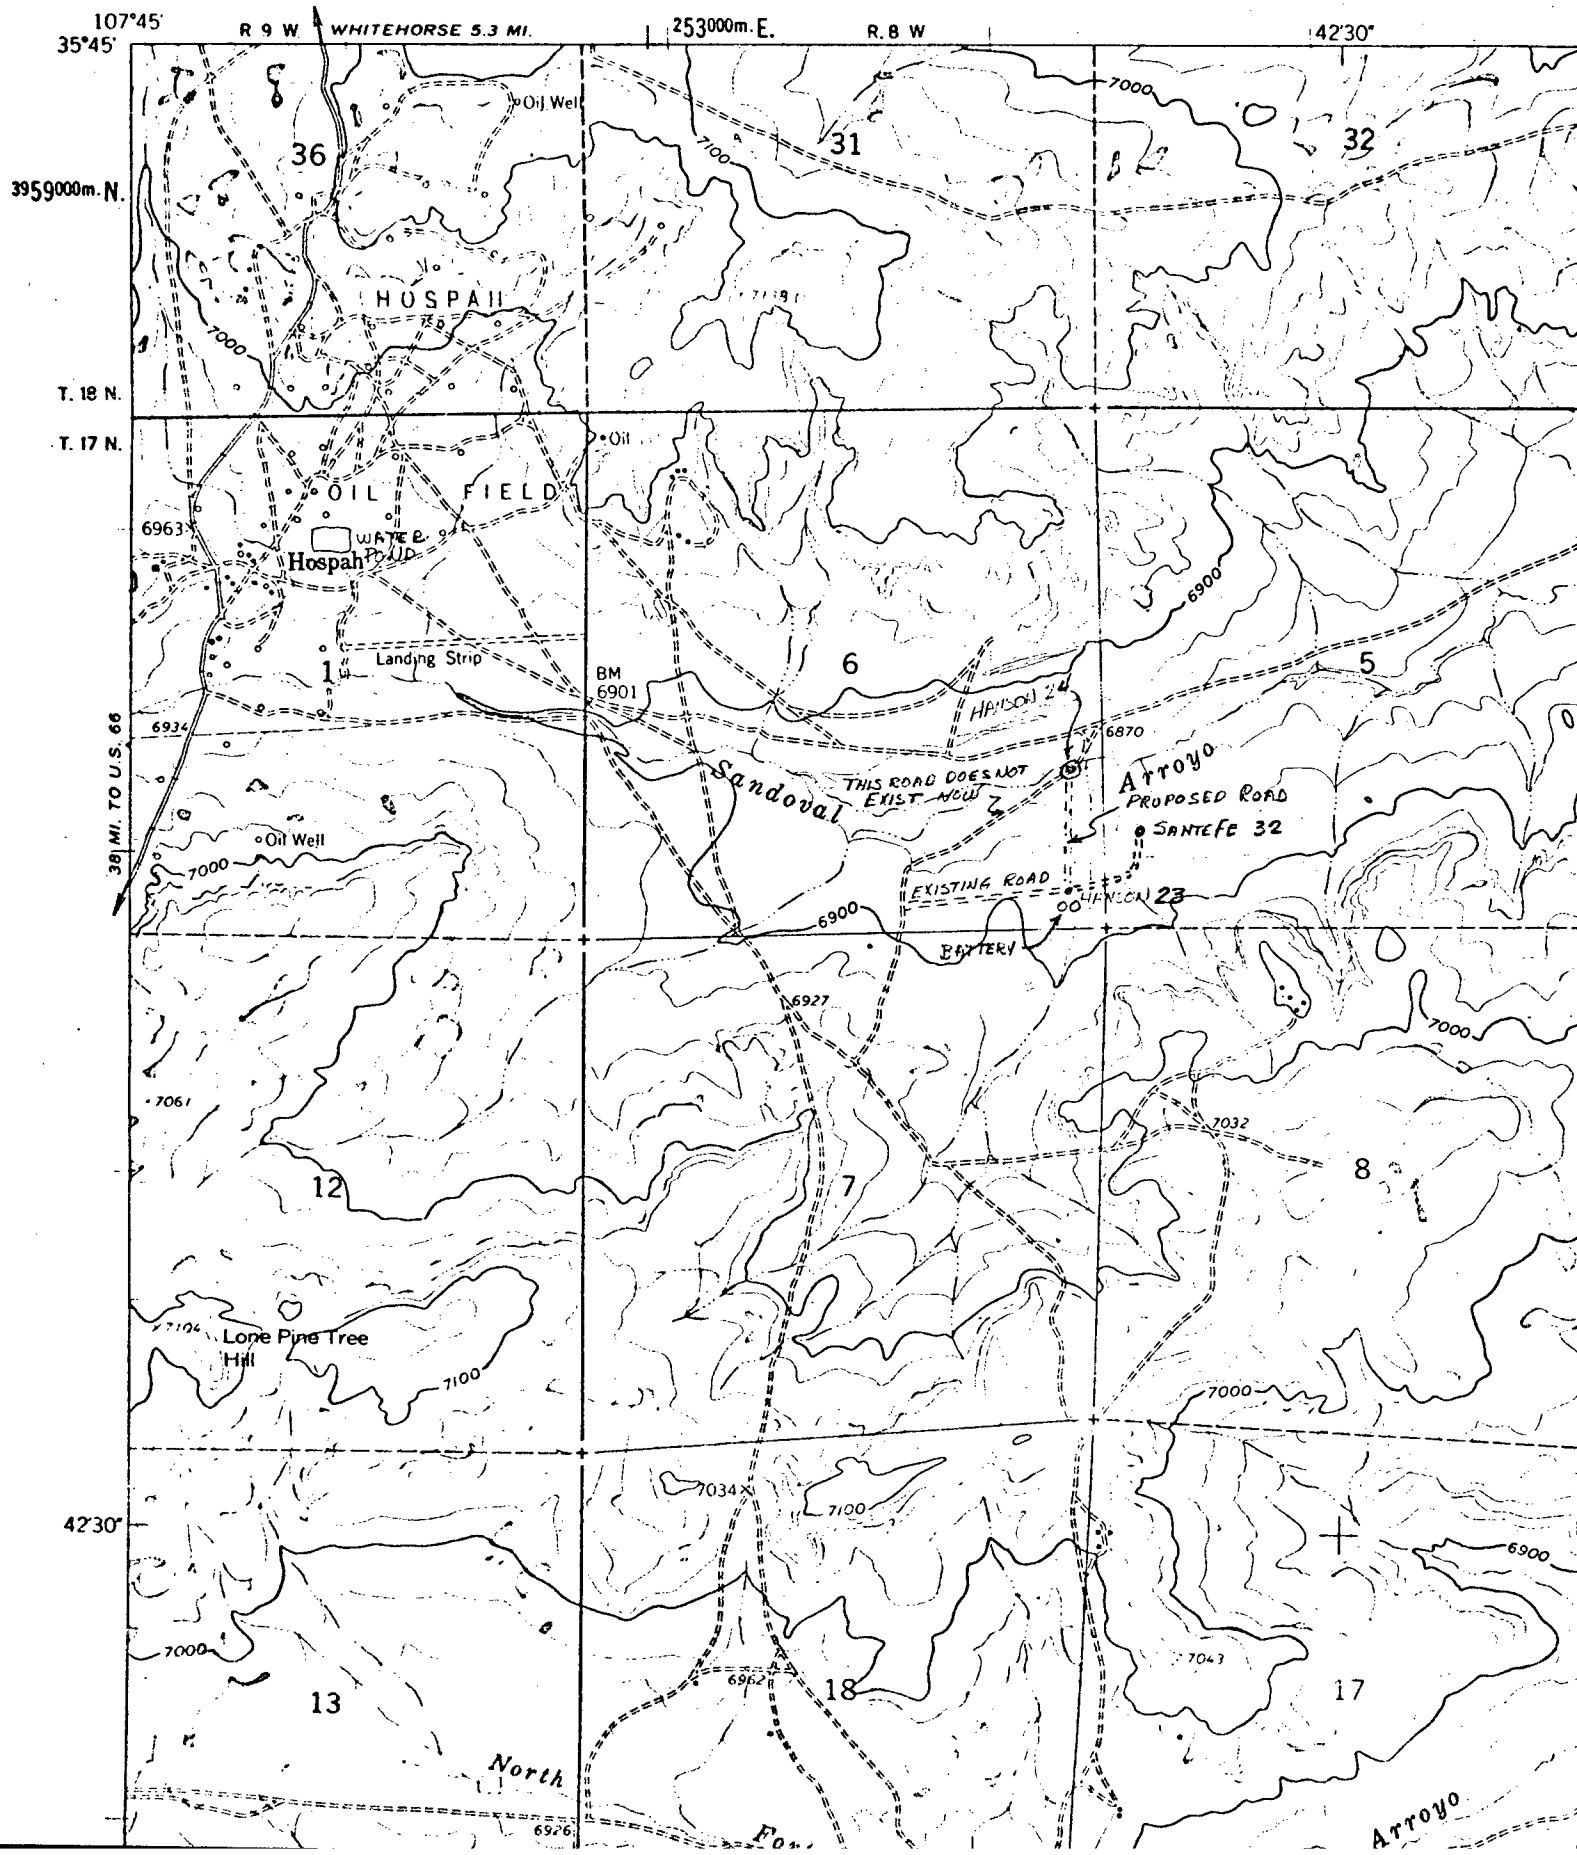 107°45'
R 9 W WHITEHORSE 5.3 MI. 253000m.E. R.8 W 42'30"
35°45'
7000
Oil Well
36 31 32
7100
3959000m.N.
HOSPAH
7000
T. 18 N.
T. 17 N.
Oil
OIL FIELD
6963
WATER
POND
Hospah
6900
Landing Strip
1 6 5
BM
6901
HANSON 24
6934
6870
38 MI. TO U.S. 66
Sandoval Arroyo
THIS ROAD DOES NOT
EXIST NOW
PROPOSED ROAD
SANTEFE 32
Oil Well
7000
EXISTING ROAD
HANSON 23
6900
BATTERY
6927
7000
7061
7032
12 7 8
7104
Lone Pine Tree
Hill
7100
7000
7034
7100
42'30"
6900
7000
7043
6962
13 18 17
North
6926
Arroyo